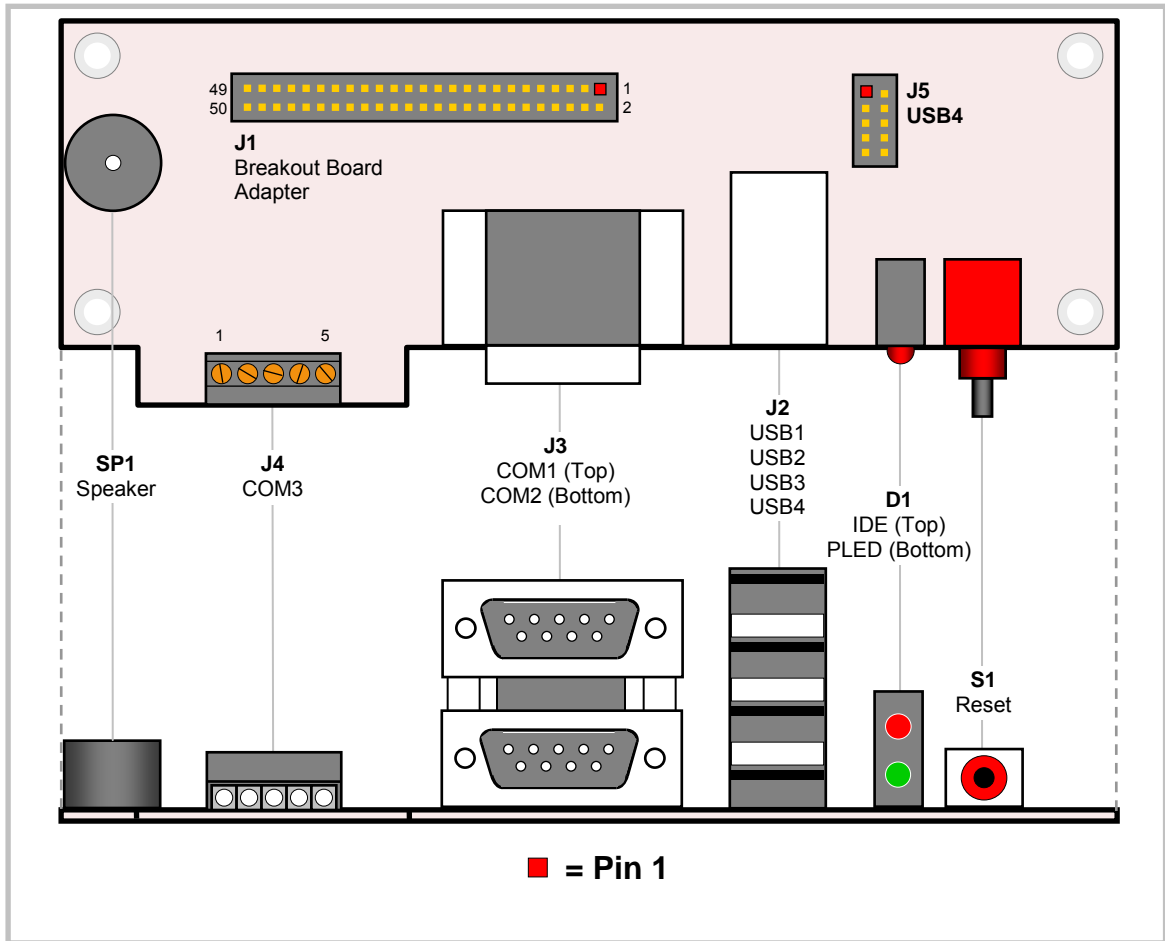 49
1
50
2
J1
Breakout Board
Adapter
J5
USB4
1
5
SP1
Speaker
J4
COM3
J3
COM1 (Top)
COM2 (Bottom)
J2
USB1
USB2
USB3
USB4
D1
IDE (Top)
PLED (Bottom)
S1
Reset
= Pin 1